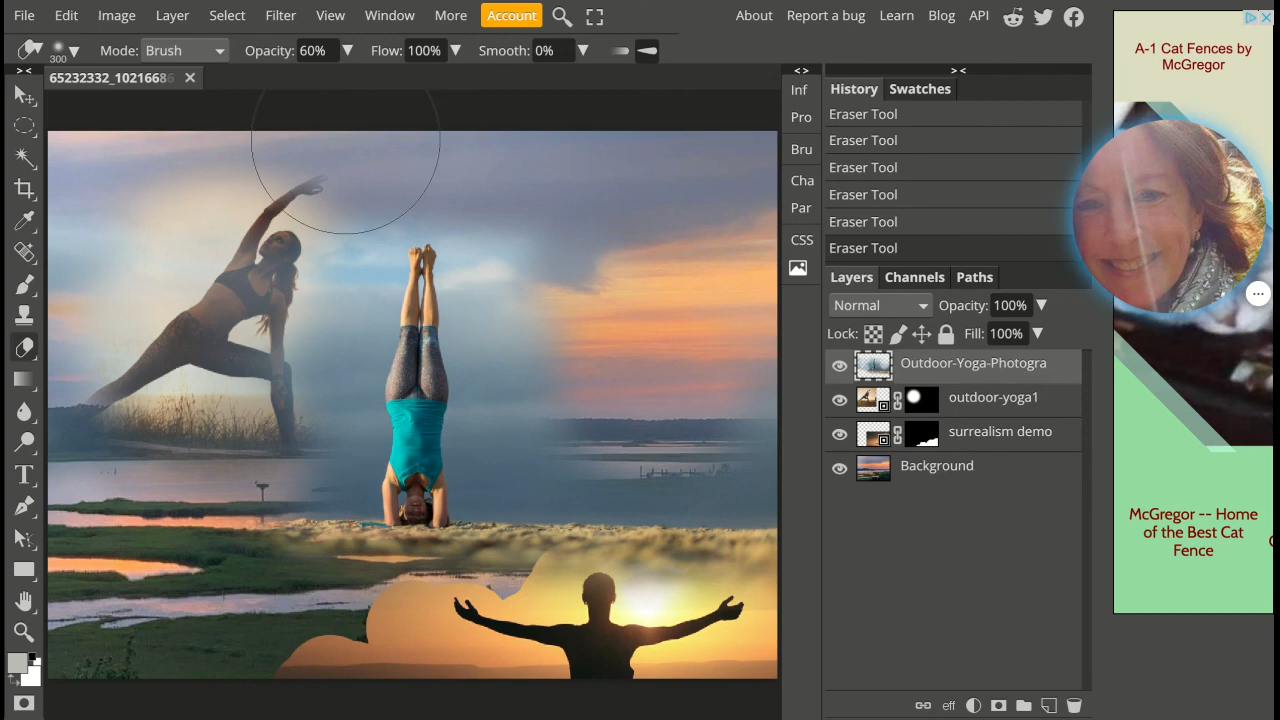 File Edit Image Layer Select Filter View Window More Account About Report a bug Learn Blog API
300 Mode: Brush Opacity: 60% Flow: 100% Smooth: 0%
> < 65232332_10216686 ✕ < > > <
Inf
Pro
Bru
Cha
Par
CSS
History Swatches
Eraser Tool
Eraser Tool
Eraser Tool
Eraser Tool
Eraser Tool
Eraser Tool
Layers Channels Paths
Normal Opacity: 100%
Lock: Fill: 100%
Outdoor-Yoga-Photogra
outdoor-yoga1
surrealism demo
Background
eff
A-1 Cat Fences by
McGregor
McGregor -- Home
of the Best Cat
Fence